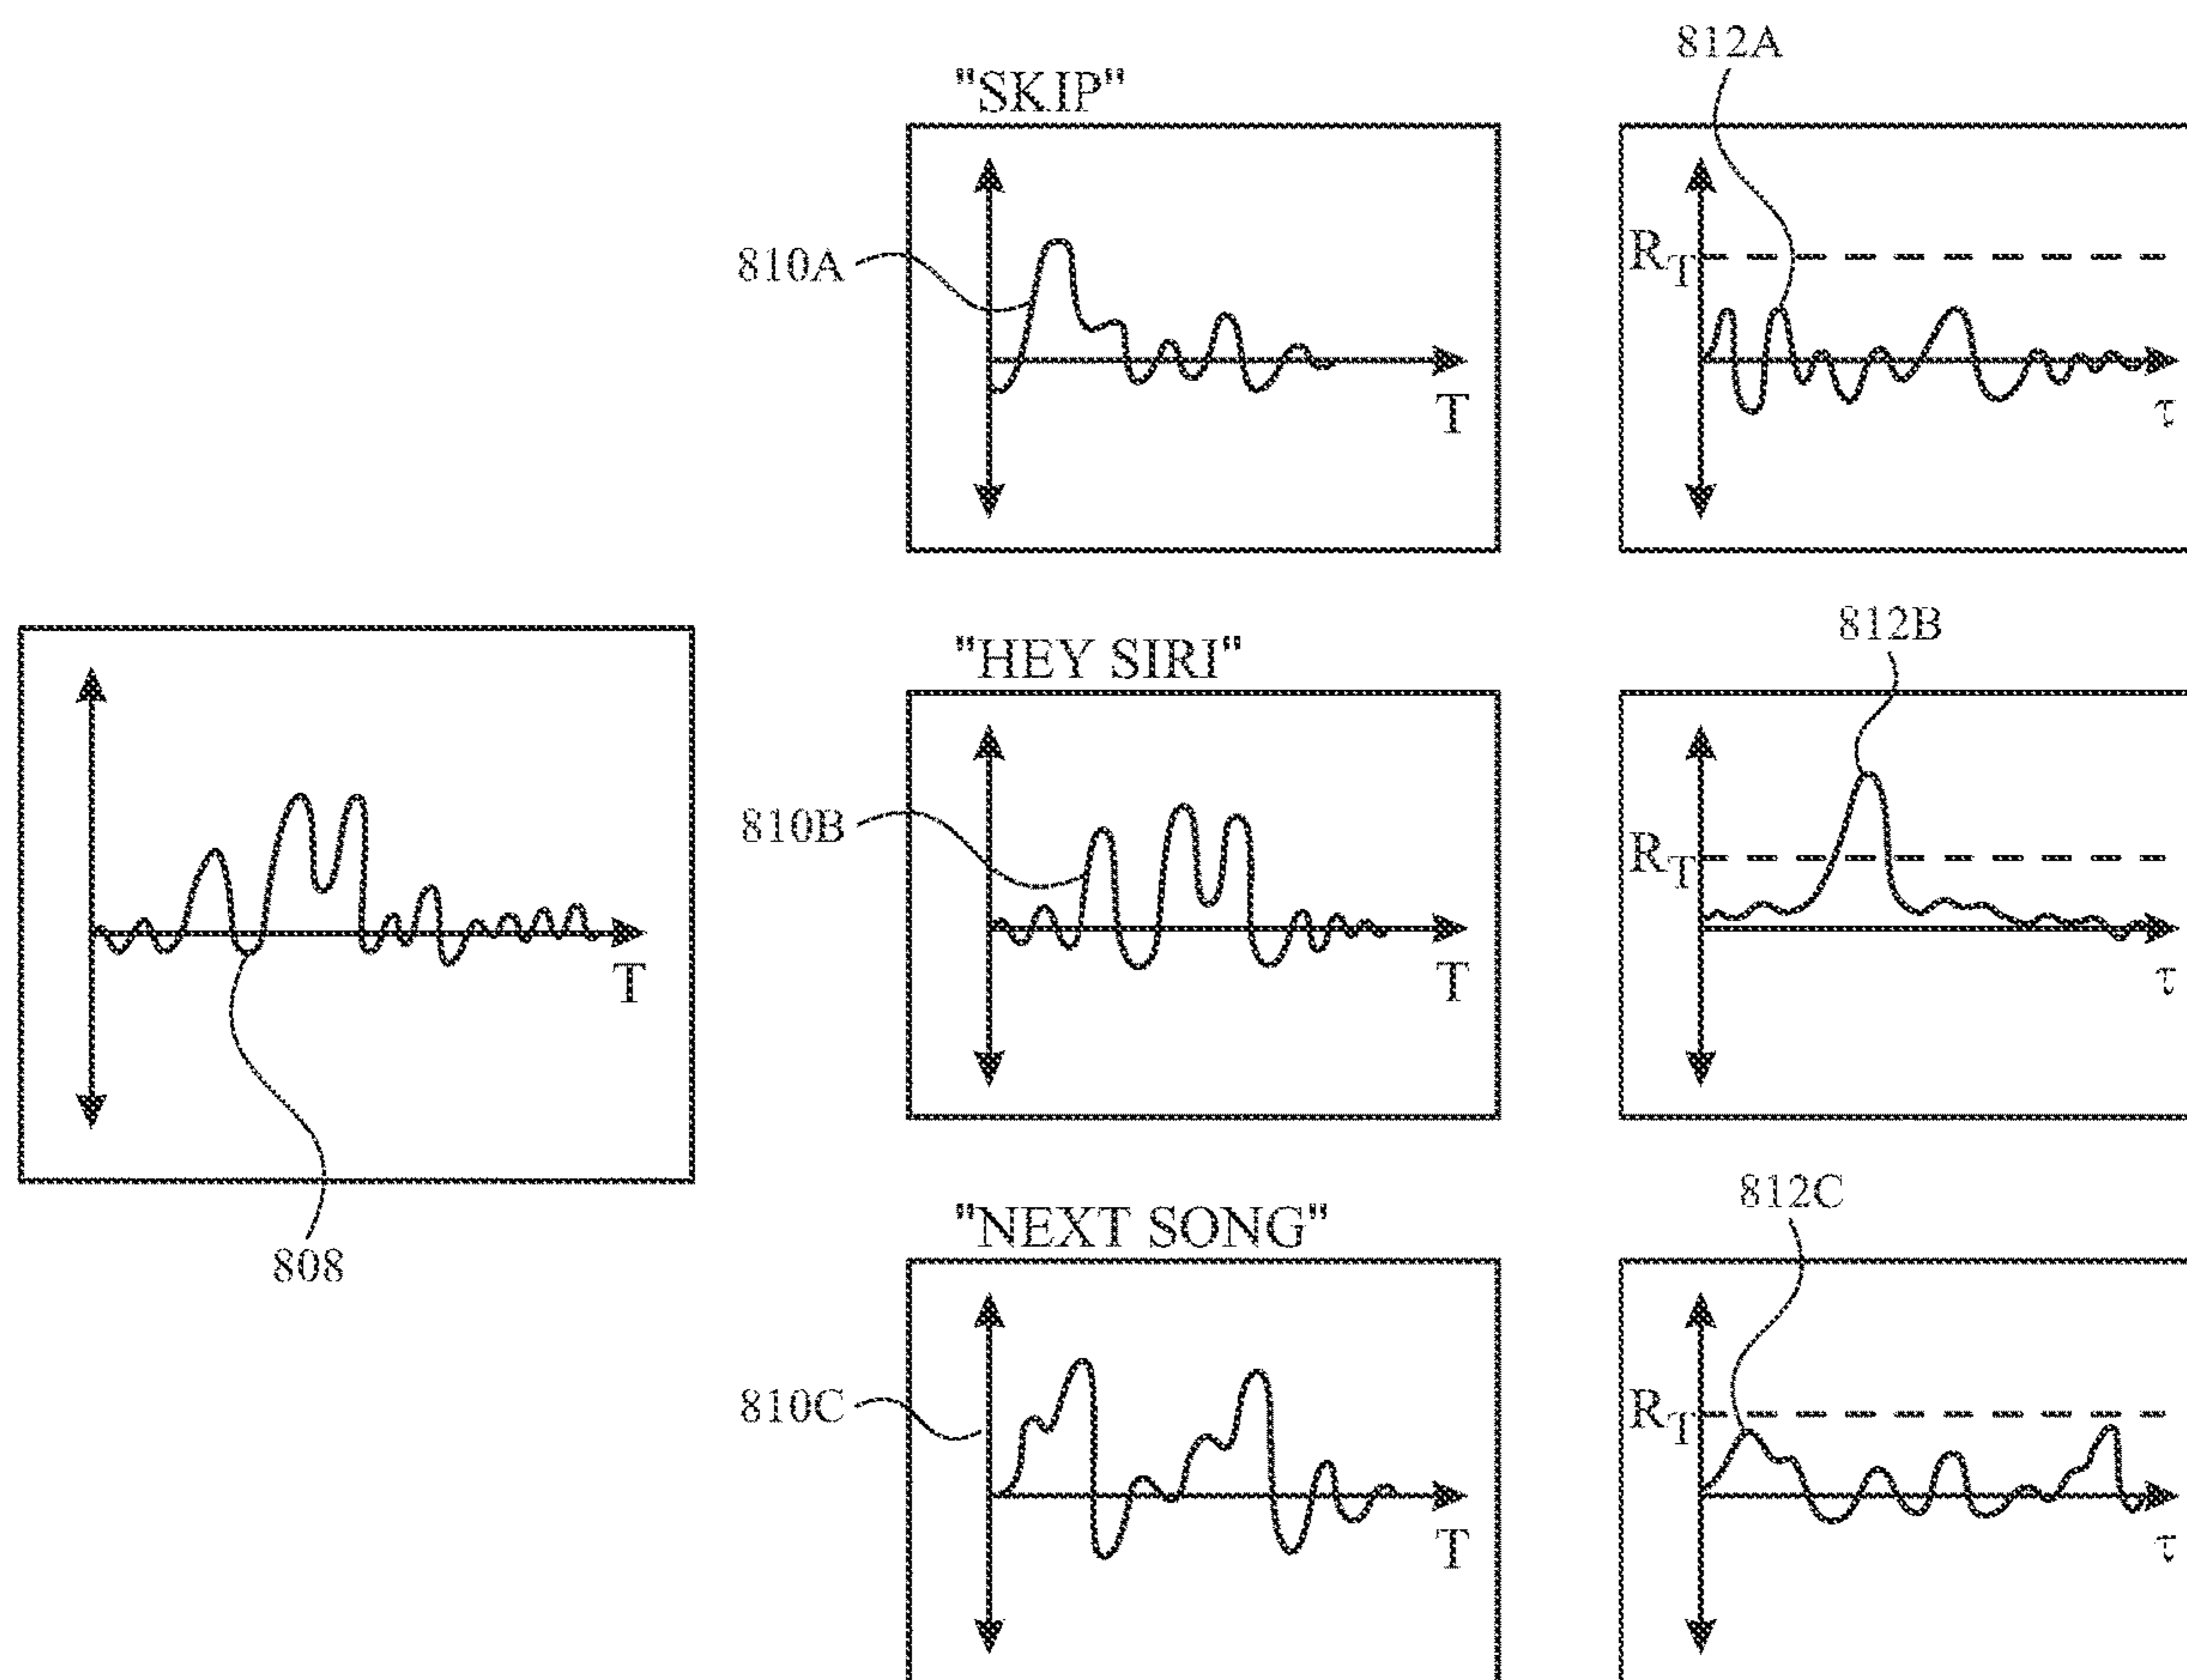 812A
"SKIP"
810A
T
R_T
τ
812B
"HEY SIRI"
810B
T
R_T
τ
T
808
812C
"NEXT SONG"
810C
T
R_T
τ